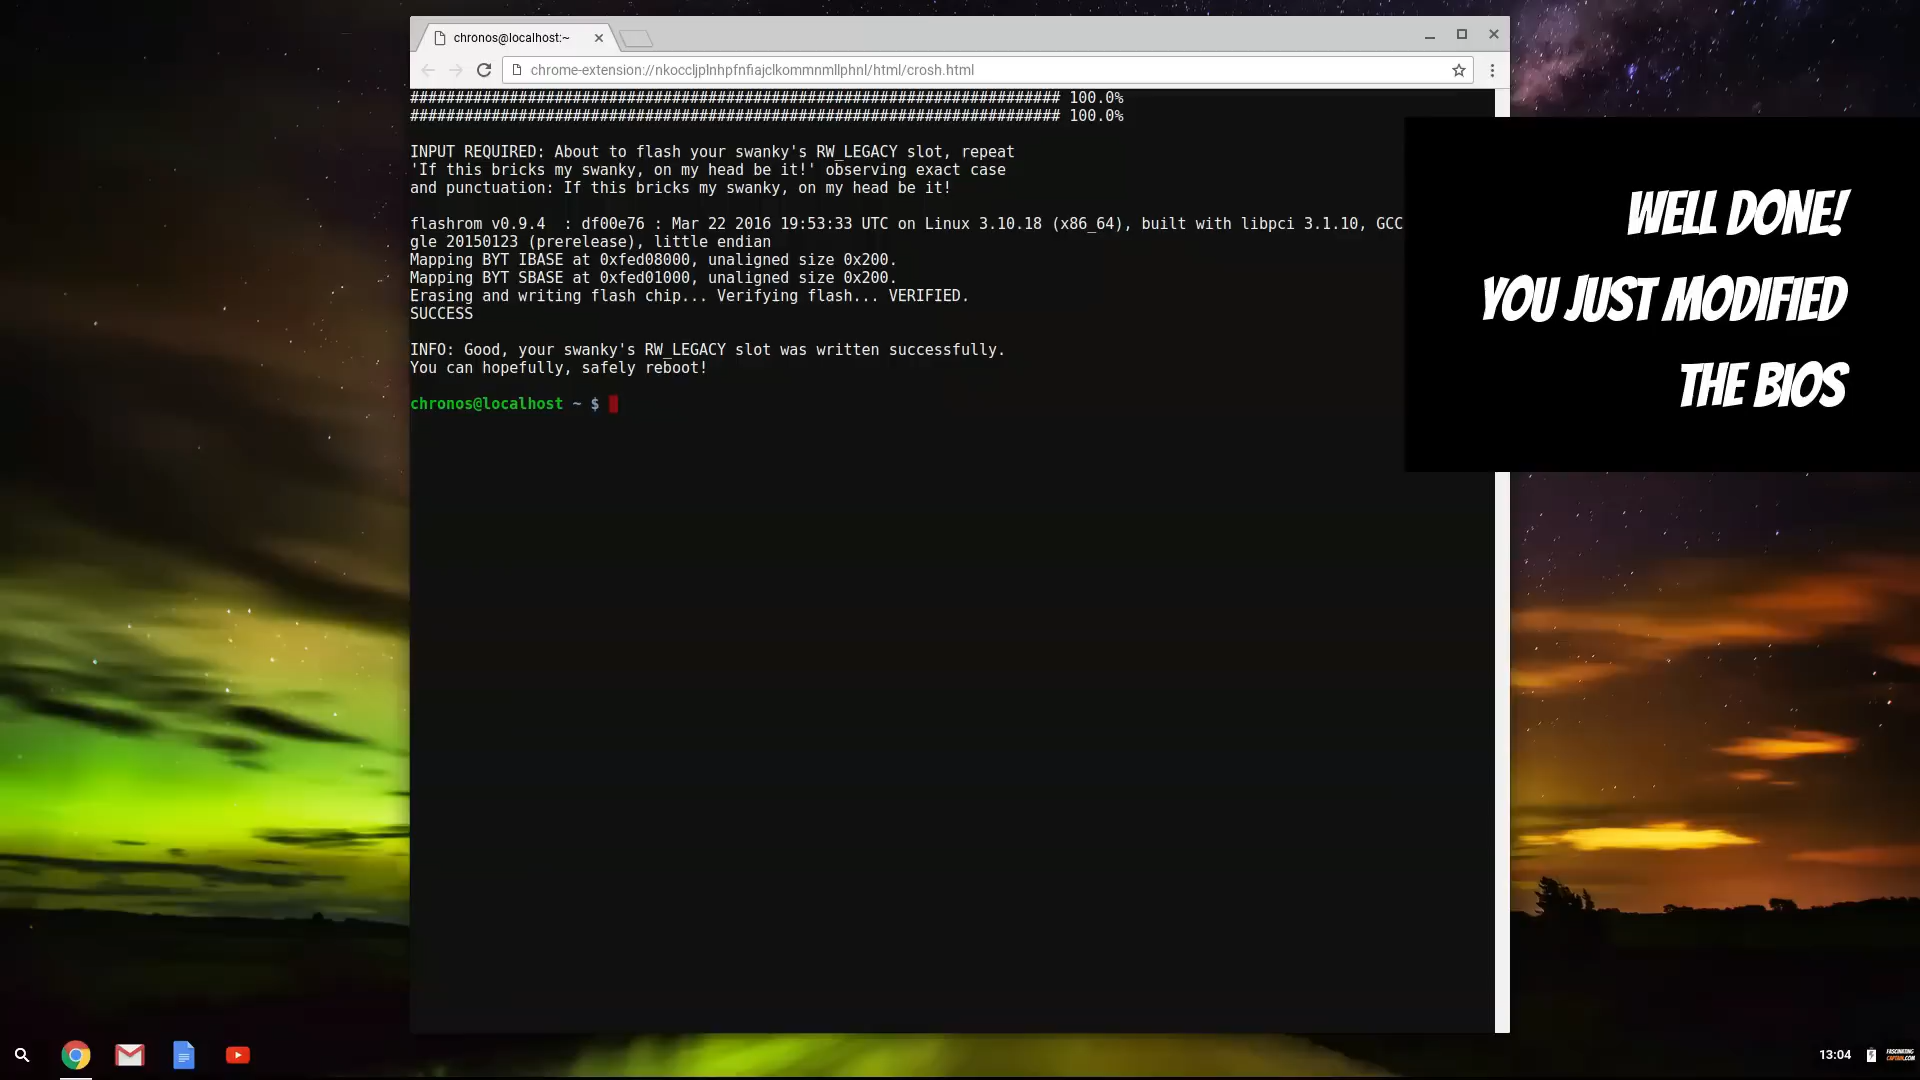 chronos@localhost:~
chrome-extension://nkoccljplnhpfnfiajclkommnmllphnl/html/crosh.html
######################################################################## 100.0%
######################################################################## 100.0%
INPUT REQUIRED: About to flash your swanky's RW_LEGACY slot, repeat
'If this bricks my swanky, on my head be it!' observing exact case
and punctuation: If this bricks my swanky, on my head be it!
flashrom v0.9.4  : df00e76 : Mar 22 2016 19:53:33 UTC on Linux 3.10.18 (x86_64), built with libpci 3.1.10, GCC
gle 20150123 (prerelease), little endian
Mapping BYT IBASE at 0xfed08000, unaligned size 0x200.
Mapping BYT SBASE at 0xfed01000, unaligned size 0x200.
Erasing and writing flash chip... Verifying flash... VERIFIED.
SUCCESS
INFO: Good, your swanky's RW_LEGACY slot was written successfully.
You can hopefully, safely reboot!
chronos@localhost ~ $
WELL DONE!
YOU JUST MODIFIED
THE BIOS
13:04
FASCINATING
CAPTAIN.COM